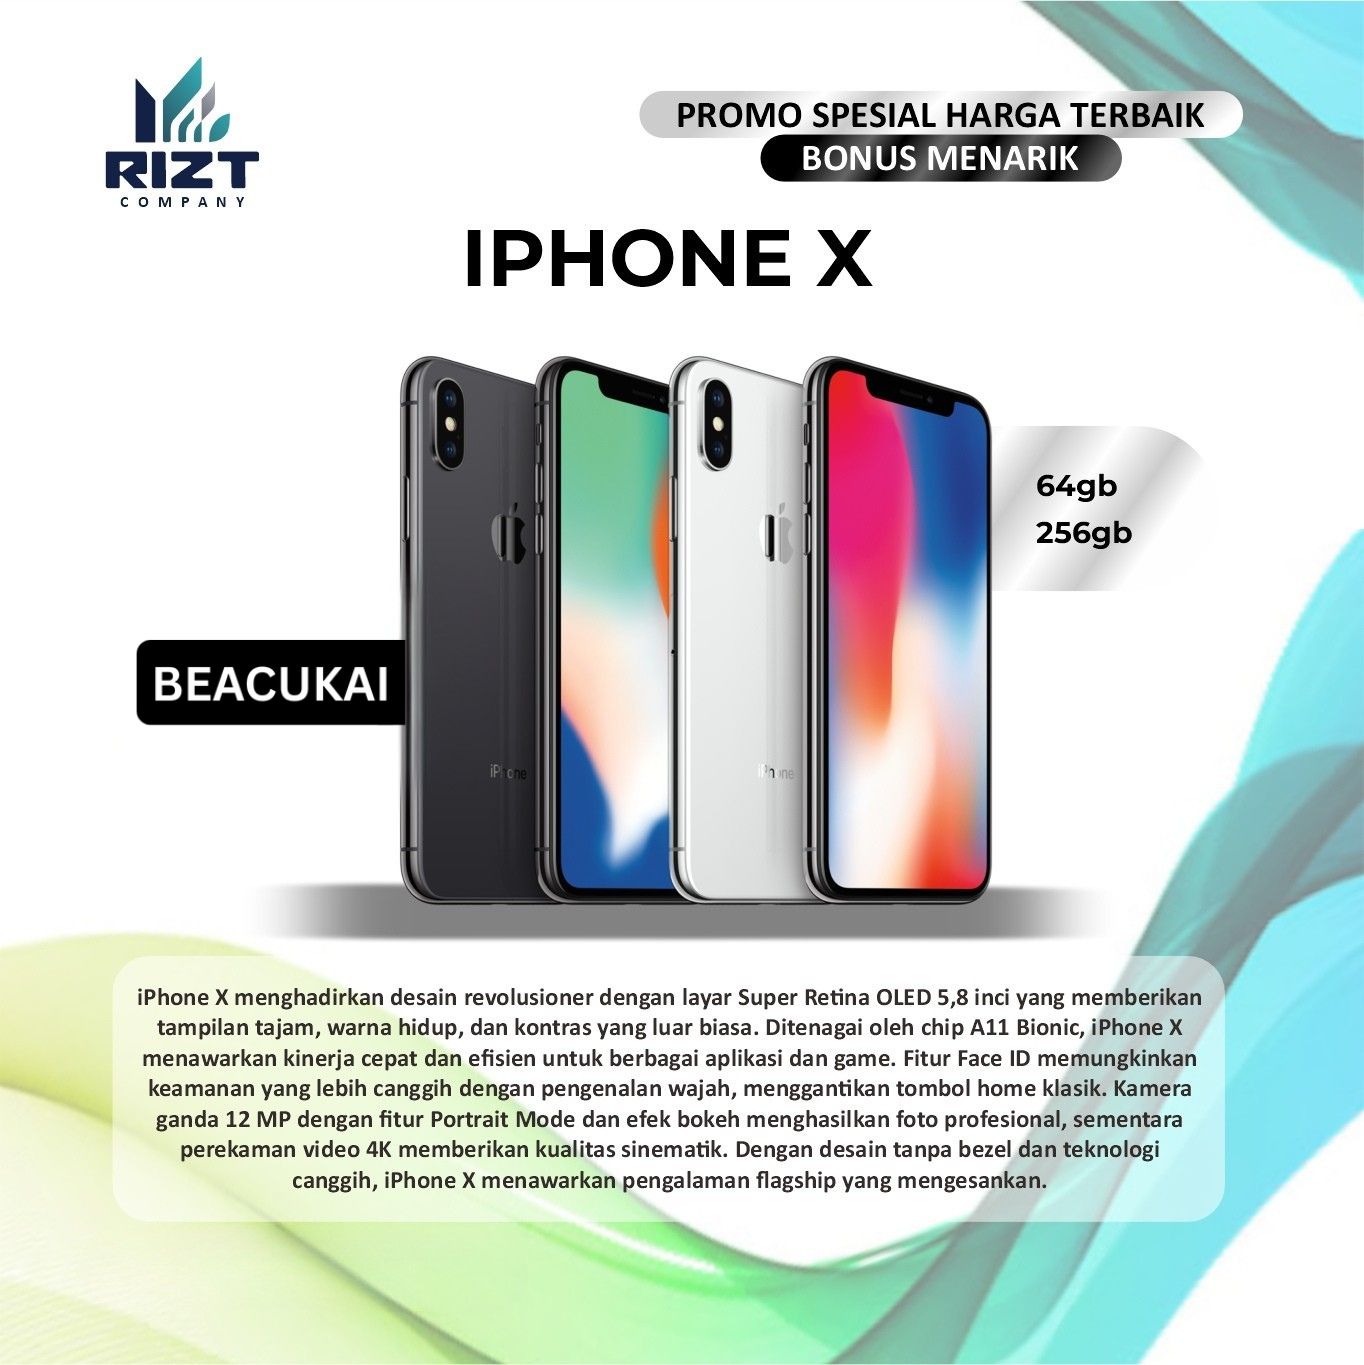 RIZT
COMPANY
PROMO SPESIAL HARGA TERBAIK
BONUS MENARIK
IPHONE X
64gb
256gb
BEACUKAI
iPhone
iPhone
iPhone X menghadirkan desain revolusioner dengan layar Super Retina OLED 5,8 inci yang memberikan
tampilan tajam, warna hidup, dan kontras yang luar biasa. Ditenagai oleh chip A11 Bionic, iPhone X
menawarkan kinerja cepat dan efisien untuk berbagai aplikasi dan game. Fitur Face ID memungkinkan
keamanan yang lebih canggih dengan pengenalan wajah, menggantikan tombol home klasik. Kamera
ganda 12 MP dengan fitur Portrait Mode dan efek bokeh menghasilkan foto profesional, sementara
perekaman video 4K memberikan kualitas sinematik. Dengan desain tanpa bezel dan teknologi
canggih, iPhone X menawarkan pengalaman flagship yang mengesankan.